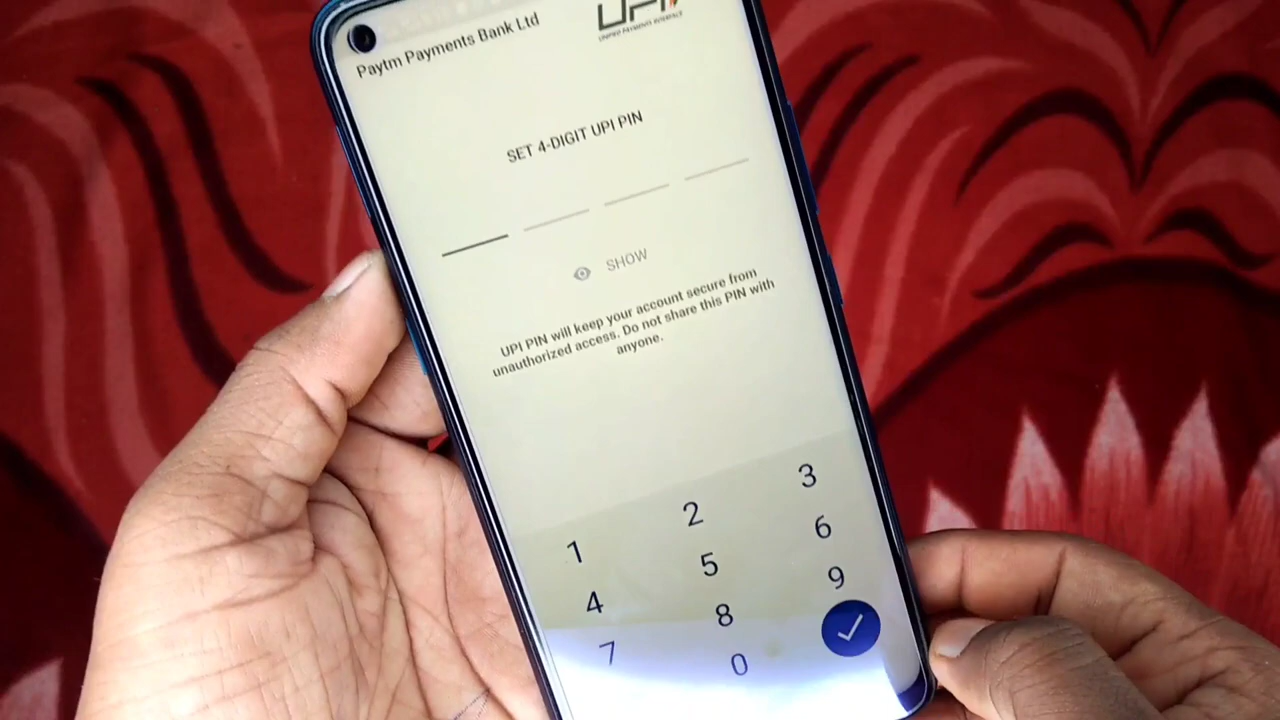 Paytm Payments Bank Ltd
UPI
UNIFIED PAYMENTS INTERFACE
SET 4-DIGIT UPI PIN
SHOW
UPI PIN will keep your account secure from
unauthorized access. Do not share this PIN with
anyone.
1 2 3
4 5 6
7 8 9
0